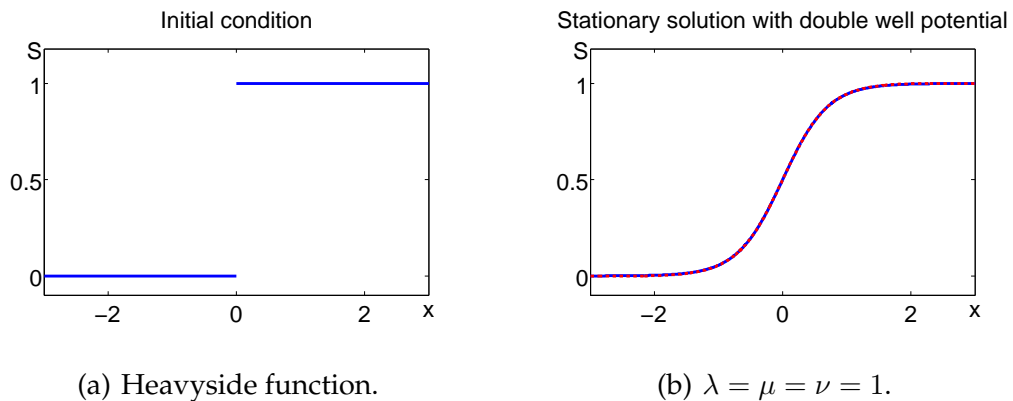 Initial condition
S
1
0.5
0
−2 0 2 x
(a) Heavyside function.
Stationary solution with double well potential
S
1
0.5
0
−2 0 2 x
(b) λ = μ = ν = 1.